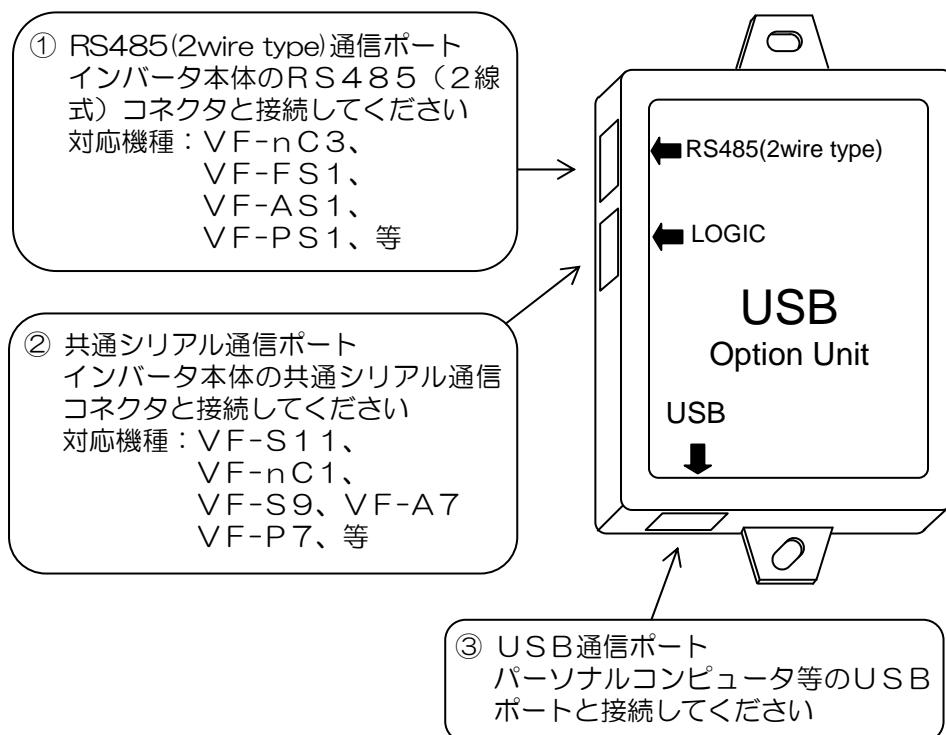 ① RS485(2wire type)通信ポート
インバータ本体のRS485（2線
式）コネクタと接続してください
対応機種：VF-nC3、
VF-FS1、
VF-AS1、
VF-PS1、等
② 共通シリアル通信ポート
インバータ本体の共通シリアル通信
コネクタと接続してください
対応機種：VF-S11、
VF-nC1、
VF-S9、VF-A7
VF-P7、等
RS485(2wire type)
LOGIC
USB
Option Unit
USB
③ USB通信ポート
パーソナルコンピュータ等のUSB
ポートと接続してください